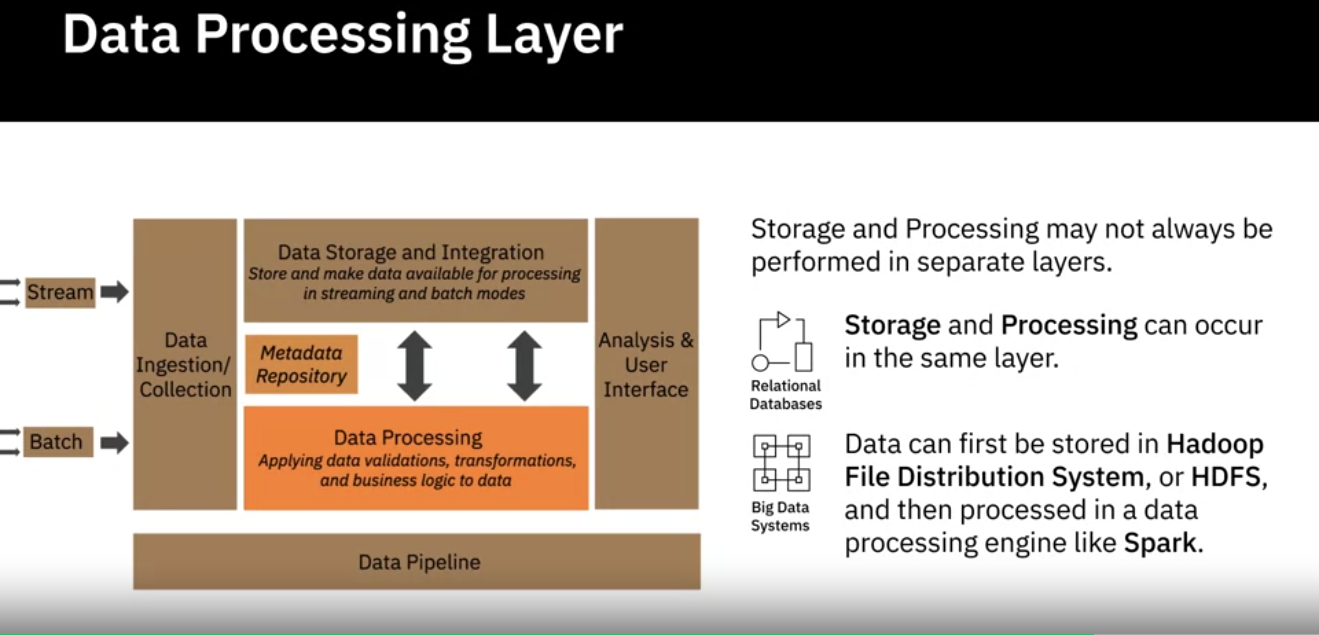 Data Processing Layer
Stream
Batch
Data
Ingestion/
Collection
Data Storage and Integration
Store and make data available for processing
in streaming and batch modes
Metadata
Repository
Data Processing
Applying data validations, transformations,
and business logic to data
Analysis &
User
Interface
Data Pipeline
Storage and Processing may not always be
performed in separate layers.
Relational
Databases
Storage and Processing can occur
in the same layer.
Big Data
Systems
Data can first be stored in Hadoop
File Distribution System, or HDFS,
and then processed in a data
processing engine like Spark.